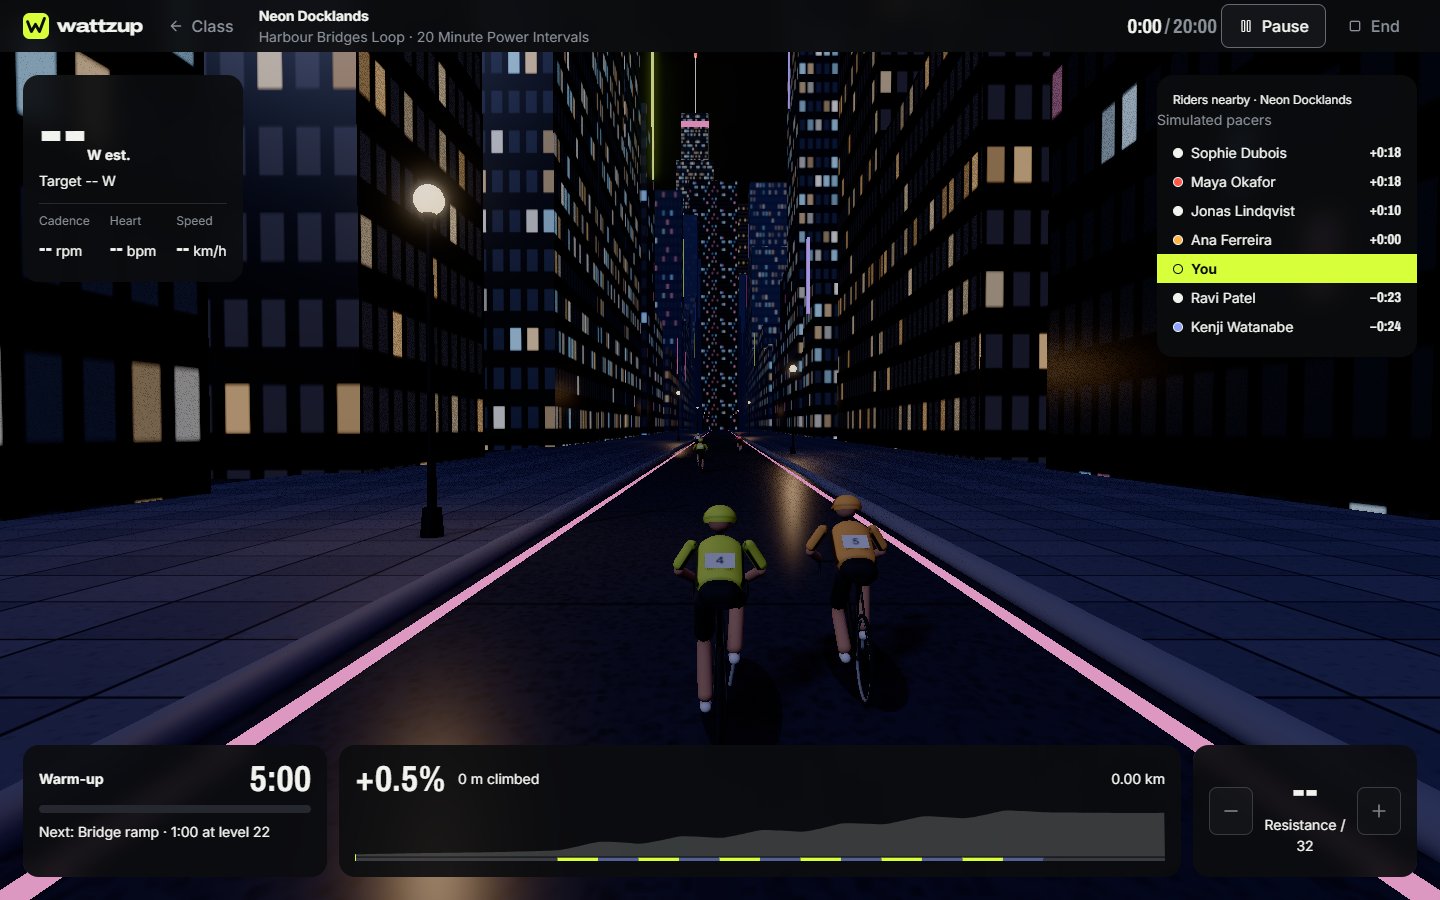 W wattzup
← Class
Neon Docklands
Harbour Bridges Loop · 20 Minute Power Intervals
0:00 / 20:00
Pause
End
--
W est.
Target -- W
Cadence Heart Speed
-- rpm -- bpm -- km/h
Riders nearby · Neon Docklands
Simulated pacers
Sophie Dubois +0:18
Maya Okafor +0:18
Jonas Lindqvist +0:10
Ana Ferreira +0:00
You
Ravi Patel −0:23
Kenji Watanabe −0:24
4
5
Warm-up 5:00
Next: Bridge ramp · 1:00 at level 22
+0.5% 0 m climbed 0.00 km
− -- +
Resistance /
32